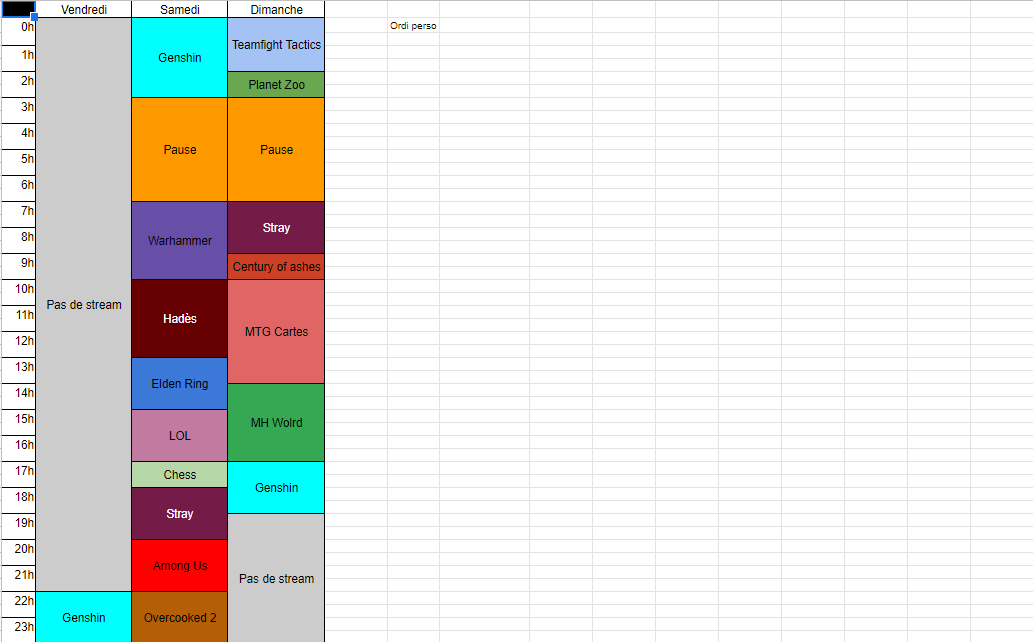 Vendredi Samedi Dimanche
0h Ordi perso
Teamfight Tactics
1h Genshin
2h Planet Zoo
3h
4h
Pause Pause
5h
6h
7h
Stray
8h Warhammer
9h Century of ashes
10h
Pas de stream
11h Hadès
MTG Cartes
12h
13h
Elden Ring
14h
MH Wolrd
15h
LOL
16h
17h Chess
Genshin
18h
Stray
19h
20h
Among Us
21h Pas de stream
22h
Genshin Overcooked 2
23h